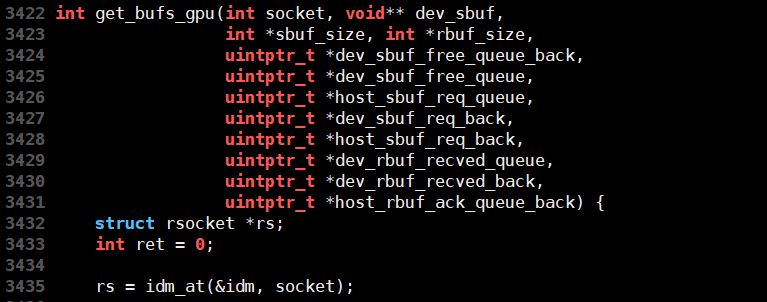 3422 int get_bufs_gpu(int socket, void** dev_sbuf,
3423                  int *sbuf_size, int *rbuf_size,
3424                  uintptr_t *dev_sbuf_free_queue_back,
3425                  uintptr_t *dev_sbuf_free_queue,
3426                  uintptr_t *host_sbuf_req_queue,
3427                  uintptr_t *dev_sbuf_req_back,
3428                  uintptr_t *host_sbuf_req_back,
3429                  uintptr_t *dev_rbuf_recved_queue,
3430                  uintptr_t *dev_rbuf_recved_back,
3431                  uintptr_t *host_rbuf_ack_queue_back) {
3432     struct rsocket *rs;
3433     int ret = 0;
3434
3435     rs = idm_at(&idm, socket);